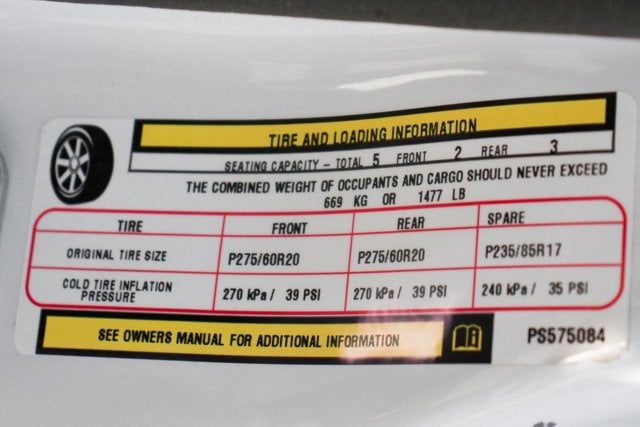 TIRE AND LOADING INFORMATION
SEATING CAPACITY - TOTAL 5 FRONT 2 REAR 3
THE COMBINED WEIGHT OF OCCUPANTS AND CARGO SHOULD NEVER EXCEED
669 KG OR 1477 LB
TIRE FRONT REAR SPARE
ORIGINAL TIRE SIZE P275/60R20 P275/60R20 P235/85R17
COLD TIRE INFLATION
PRESSURE 270 kPa / 39 PSI 270 kPa / 39 PSI 240 kPa / 35 PSI
SEE OWNERS MANUAL FOR ADDITIONAL INFORMATION PS575084